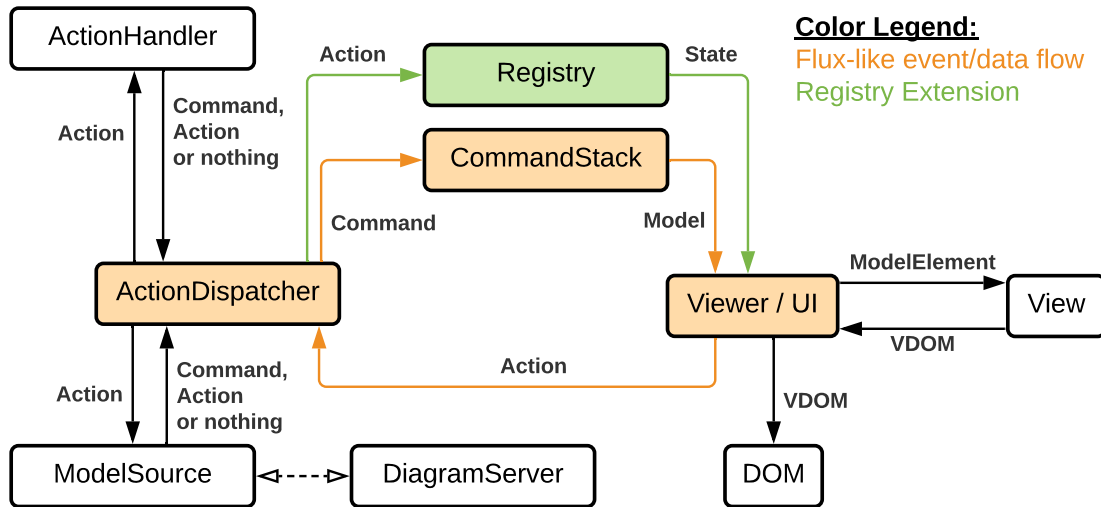 ActionHandler
Action
Registry
State
Color Legend:
Flux-like event/data flow
Registry Extension
Action
Command,
Action
or nothing
CommandStack
Command
Model
ActionDispatcher
Viewer / UI
ModelElement
View
VDOM
Action
Command,
Action
or nothing
Action
VDOM
ModelSource
DiagramServer
DOM